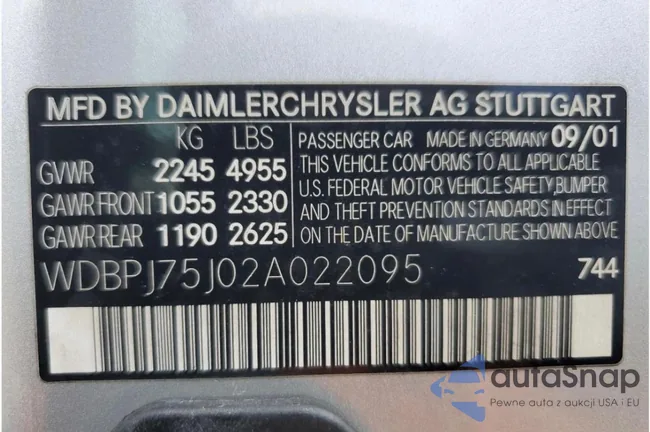 MFD BY DAIMLERCHRYSLER AG STUTTGART
KG LBS
GVWR 2245 4955
GAWR FRONT 1055 2330
GAWR REAR 1190 2625
PASSENGER CAR MADE IN GERMANY 09/01
THIS VEHICLE CONFORMS TO ALL APPLICABLE
U.S. FEDERAL MOTOR VEHICLE SAFETY,BUMPER
AND THEFT PREVENTION STANDARDS IN EFFECT
ON THE DATE OF MANUFACTURE SHOWN ABOVE
WDBPJ75J02A022095 744
autaSnap
Pewne auta z aukcji USA i EU